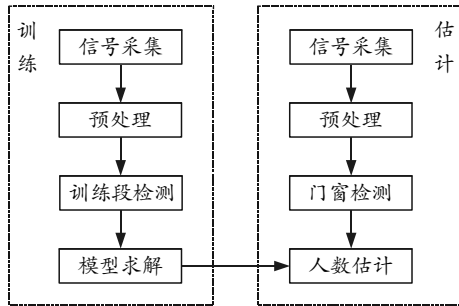 训练
信号采集
预处理
训练段检测
模型求解
估计
信号采集
预处理
门窗检测
人数估计